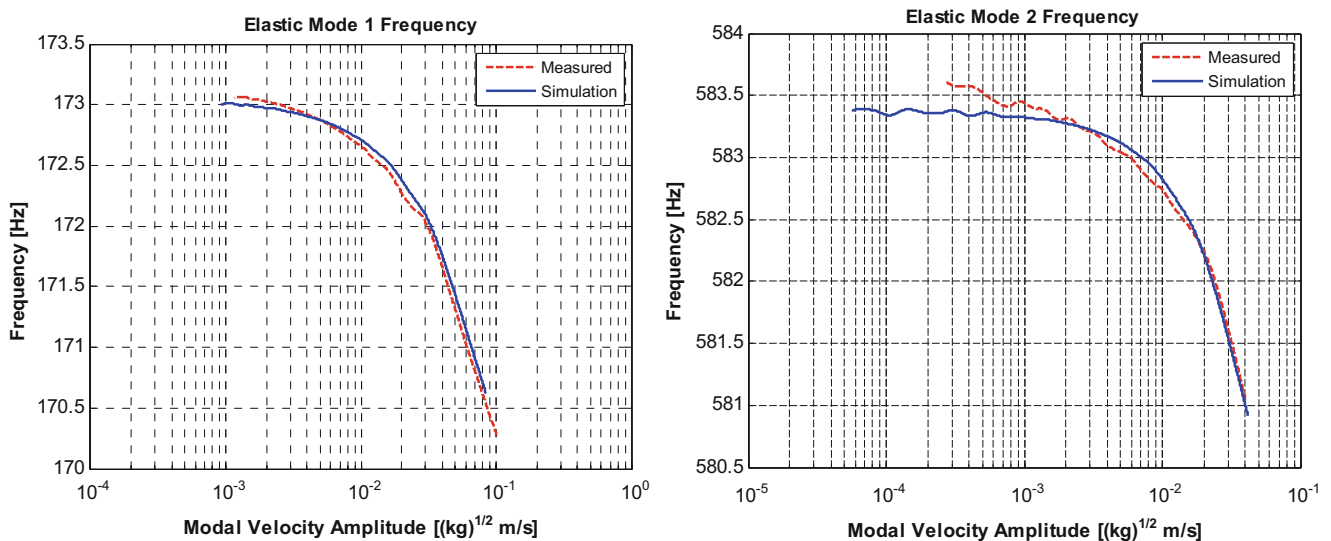 Elastic Mode 1 Frequency
173.5
173
172.5
172
171.5
171
170.5
170
Frequency [Hz]
Measured
Simulation
10^-4
10^-3
10^-2
10^-1
10^0
Modal Velocity Amplitude [(kg)^1/2 m/s]
Elastic Mode 2 Frequency
584
583.5
583
582.5
582
581.5
581
580.5
Frequency [Hz]
Measured
Simulation
10^-5
10^-4
10^-3
10^-2
10^-1
Modal Velocity Amplitude [(kg)^1/2 m/s]